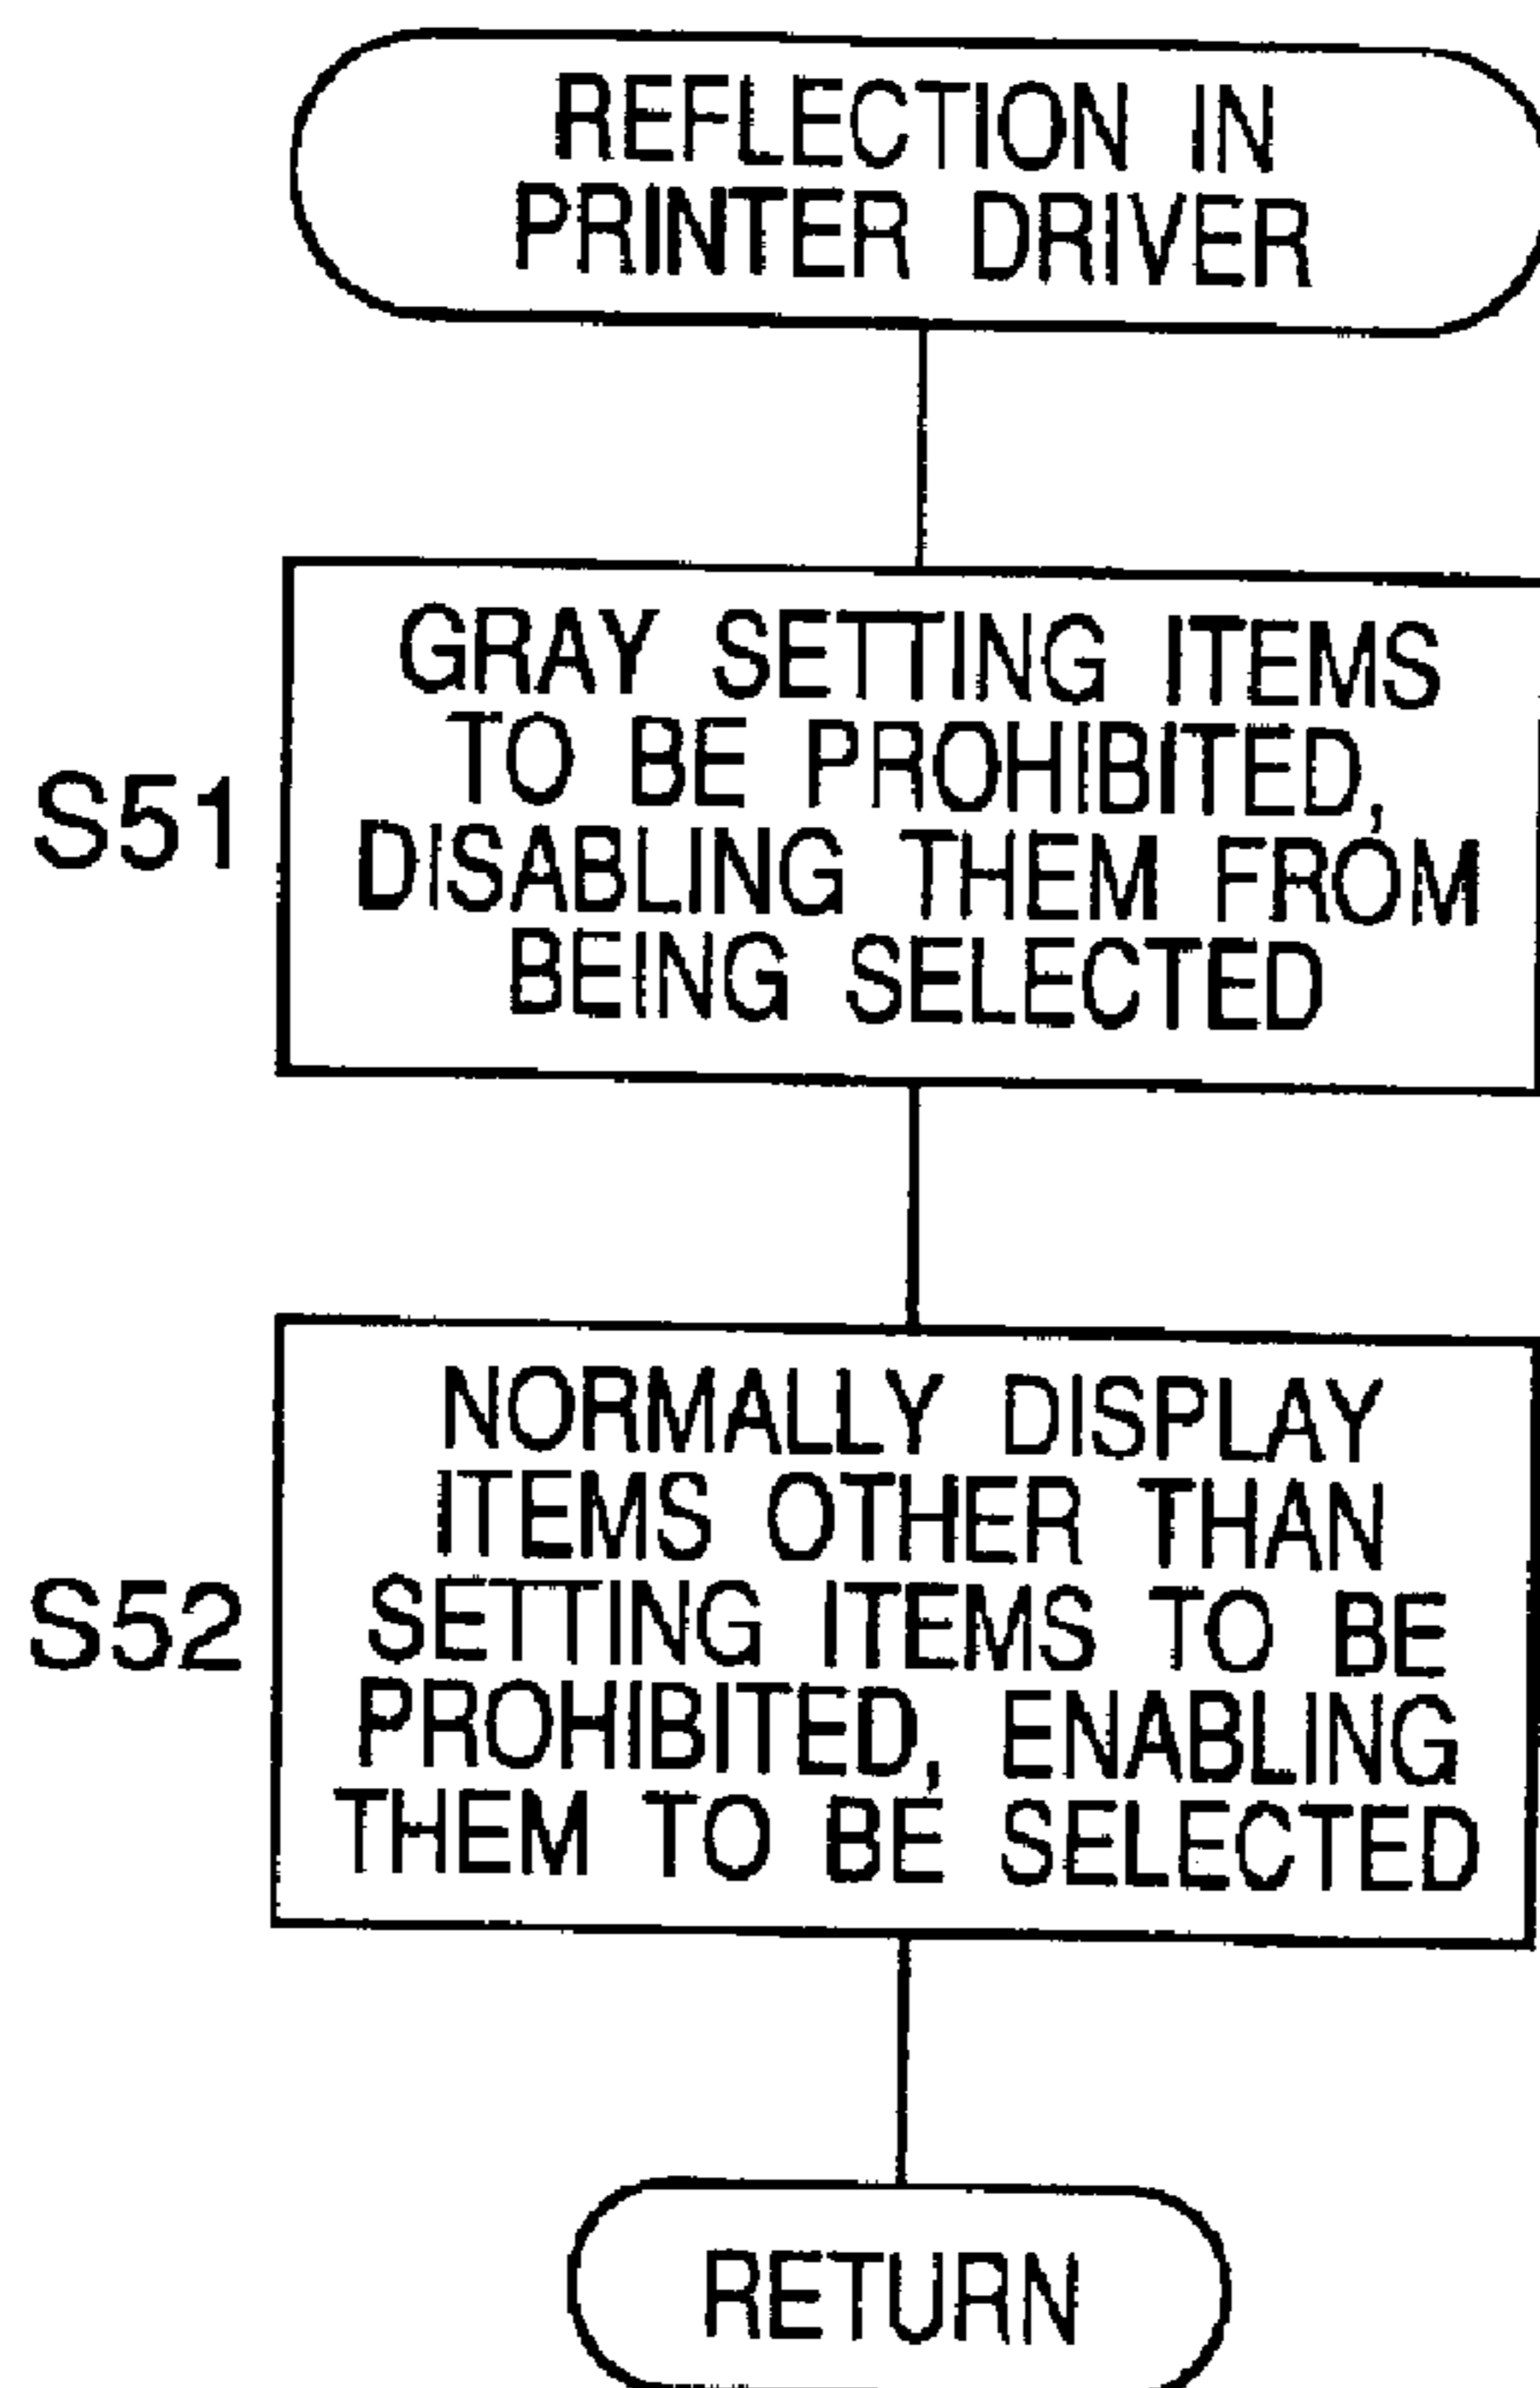 REFLECTION IN
PRINTER DRIVER
S51
GRAY SETTING ITEMS
TO BE PROHIBITED,
DISABLING THEM FROM
BEING SELECTED
S52
NORMALLY DISPLAY
ITEMS OTHER THAN
SETTING ITEMS TO BE
PROHIBITED, ENABLING
THEM TO BE SELECTED
RETURN